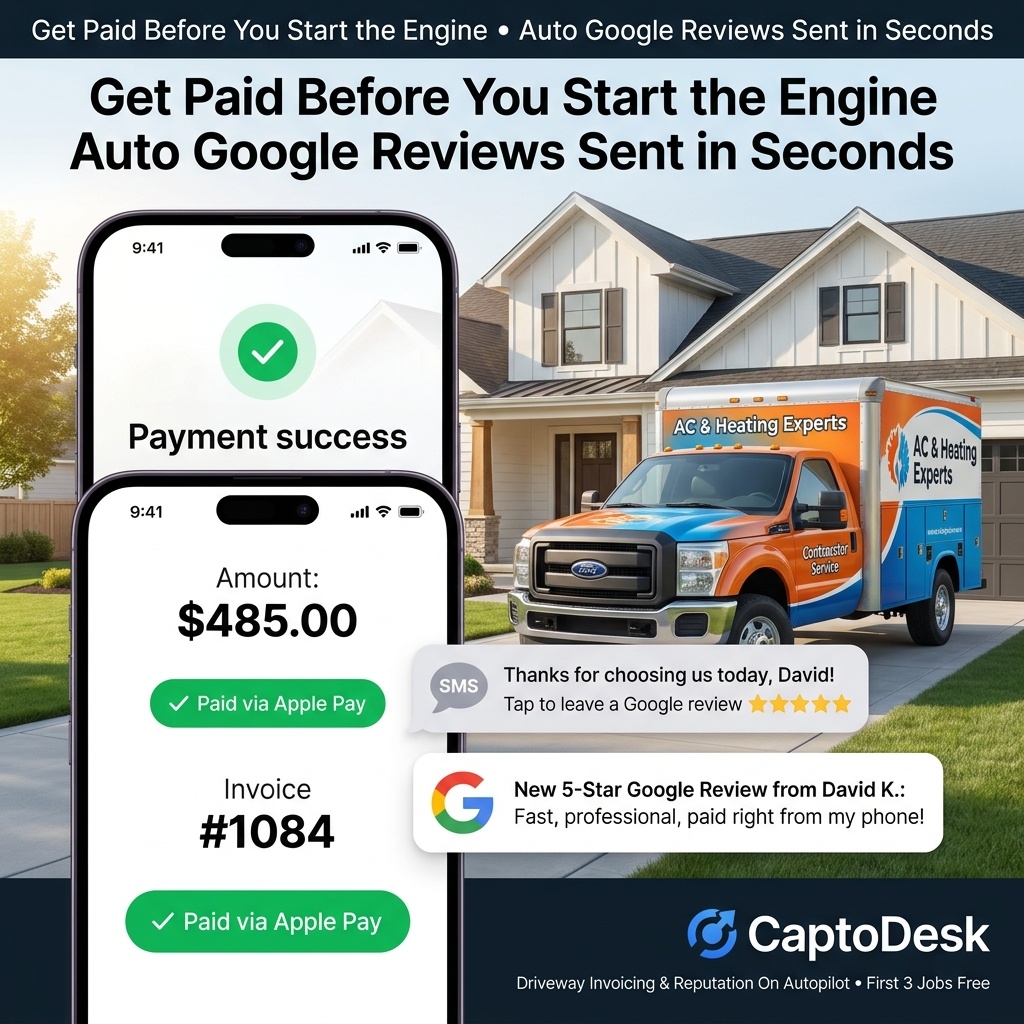 Get Paid Before You Start the Engine • Auto Google Reviews Sent in Seconds
Get Paid Before You Start the Engine
Auto Google Reviews Sent in Seconds
9:41
Payment success
9:41
Amount:
$485.00
✓ Paid via Apple Pay
Invoice
#1084
✓ Paid via Apple Pay
AC & Heating Experts
AC & Heating
Experts
Ford
Contractor
Service
SMS
Thanks for choosing us today, David!
Tap to leave a Google review ⭐⭐⭐⭐⭐
G
New 5-Star Google Review from David K.:
Fast, professional, paid right from my phone!
CaptoDesk
Driveway Invoicing & Reputation On Autopilot • First 3 Jobs Free